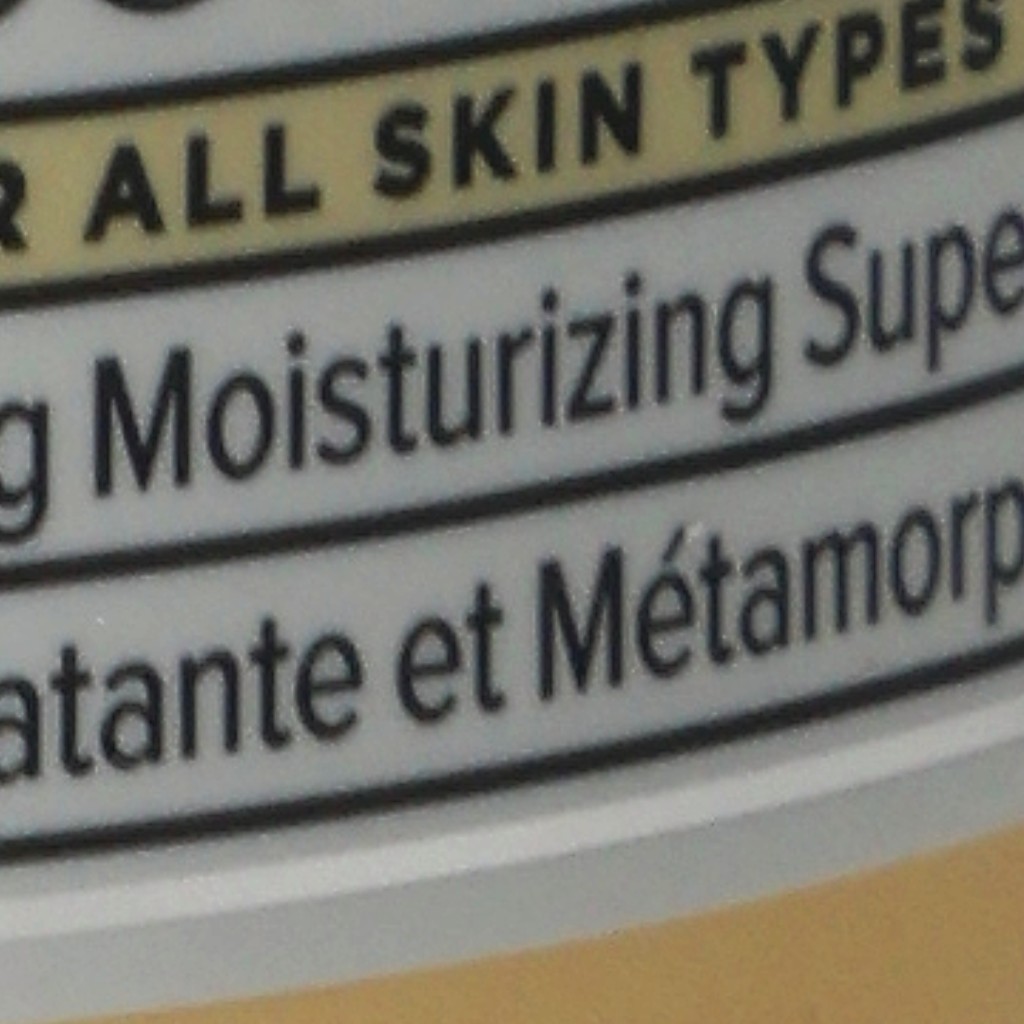 R ALL SKIN TYPES
g Moisturizing Supe
atante et Métamorp